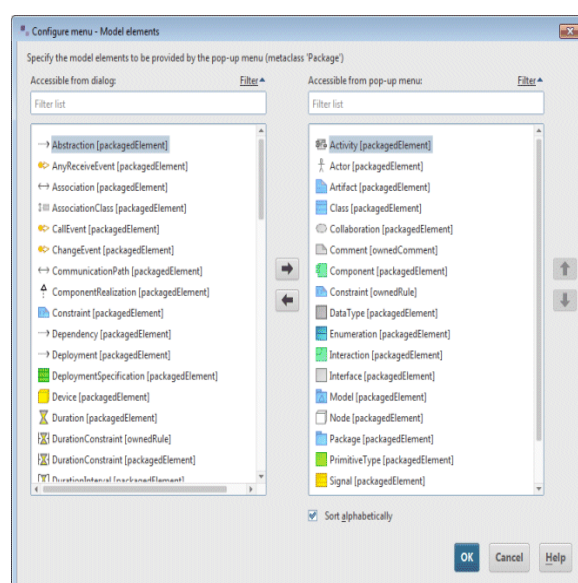 Configure menu - Model elements
Specify the model elements to be provided by the pop-up menu (metaclass 'Package')
Accessible from dialog:
Filter
Filter list
Abstraction [packagedElement]
AnyReceiveEvent [packagedElement]
Association [packagedElement]
AssociationClass [packagedElement]
CallEvent [packagedElement]
ChangeEvent [packagedElement]
CommunicationPath [packagedElement]
ComponentRealization [packagedElement]
Constraint [packagedElement]
Dependency [packagedElement]
Deployment [packagedElement]
DeploymentSpecification [packagedElement]
Device [packagedElement]
Duration [packagedElement]
DurationConstraint [ownedRule]
DurationConstraint [packagedElement]
DurationInterval [packagedElement]
Accessible from pop-up menu:
Filter
Filter list
Activity [packagedElement]
Actor [packagedElement]
Artifact [packagedElement]
Class [packagedElement]
Collaboration [packagedElement]
Comment [ownedComment]
Component [packagedElement]
Constraint [ownedRule]
DataType [packagedElement]
Enumeration [packagedElement]
Interaction [packagedElement]
Interface [packagedElement]
Model [packagedElement]
Node [packagedElement]
Package [packagedElement]
PrimitiveType [packagedElement]
Signal [packagedElement]
Sort alphabetically
OK
Cancel
Help